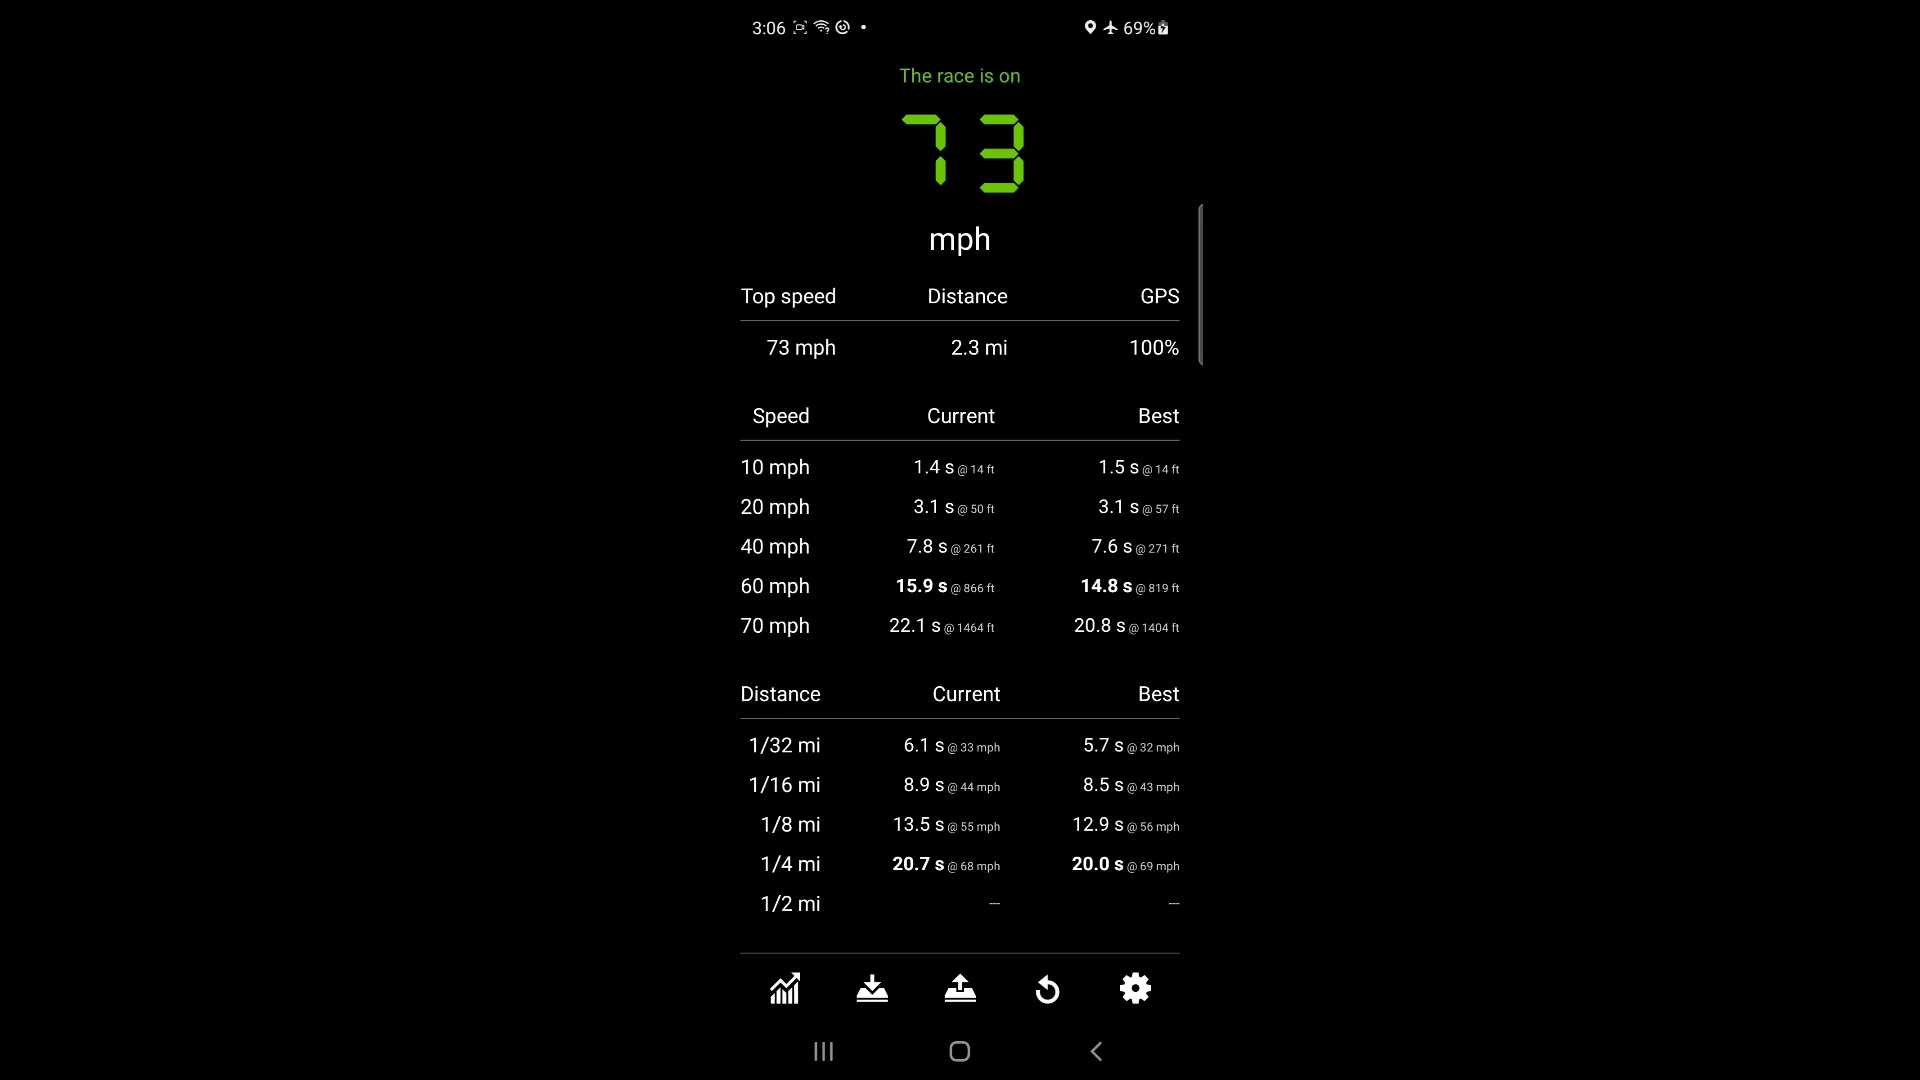 3:06 69%
The race is on
73
mph
Top speed Distance GPS
73 mph 2.3 mi 100%
Speed Current Best
10 mph 1.4 s @ 14 ft 1.5 s @ 14 ft
20 mph 3.1 s @ 50 ft 3.1 s @ 57 ft
40 mph 7.8 s @ 261 ft 7.6 s @ 271 ft
60 mph 15.9 s @ 866 ft 14.8 s @ 819 ft
70 mph 22.1 s @ 1464 ft 20.8 s @ 1404 ft
Distance Current Best
1/32 mi 6.1 s @ 33 mph 5.7 s @ 32 mph
1/16 mi 8.9 s @ 44 mph 8.5 s @ 43 mph
1/8 mi 13.5 s @ 55 mph 12.9 s @ 56 mph
1/4 mi 20.7 s @ 68 mph 20.0 s @ 69 mph
1/2 mi --- ---